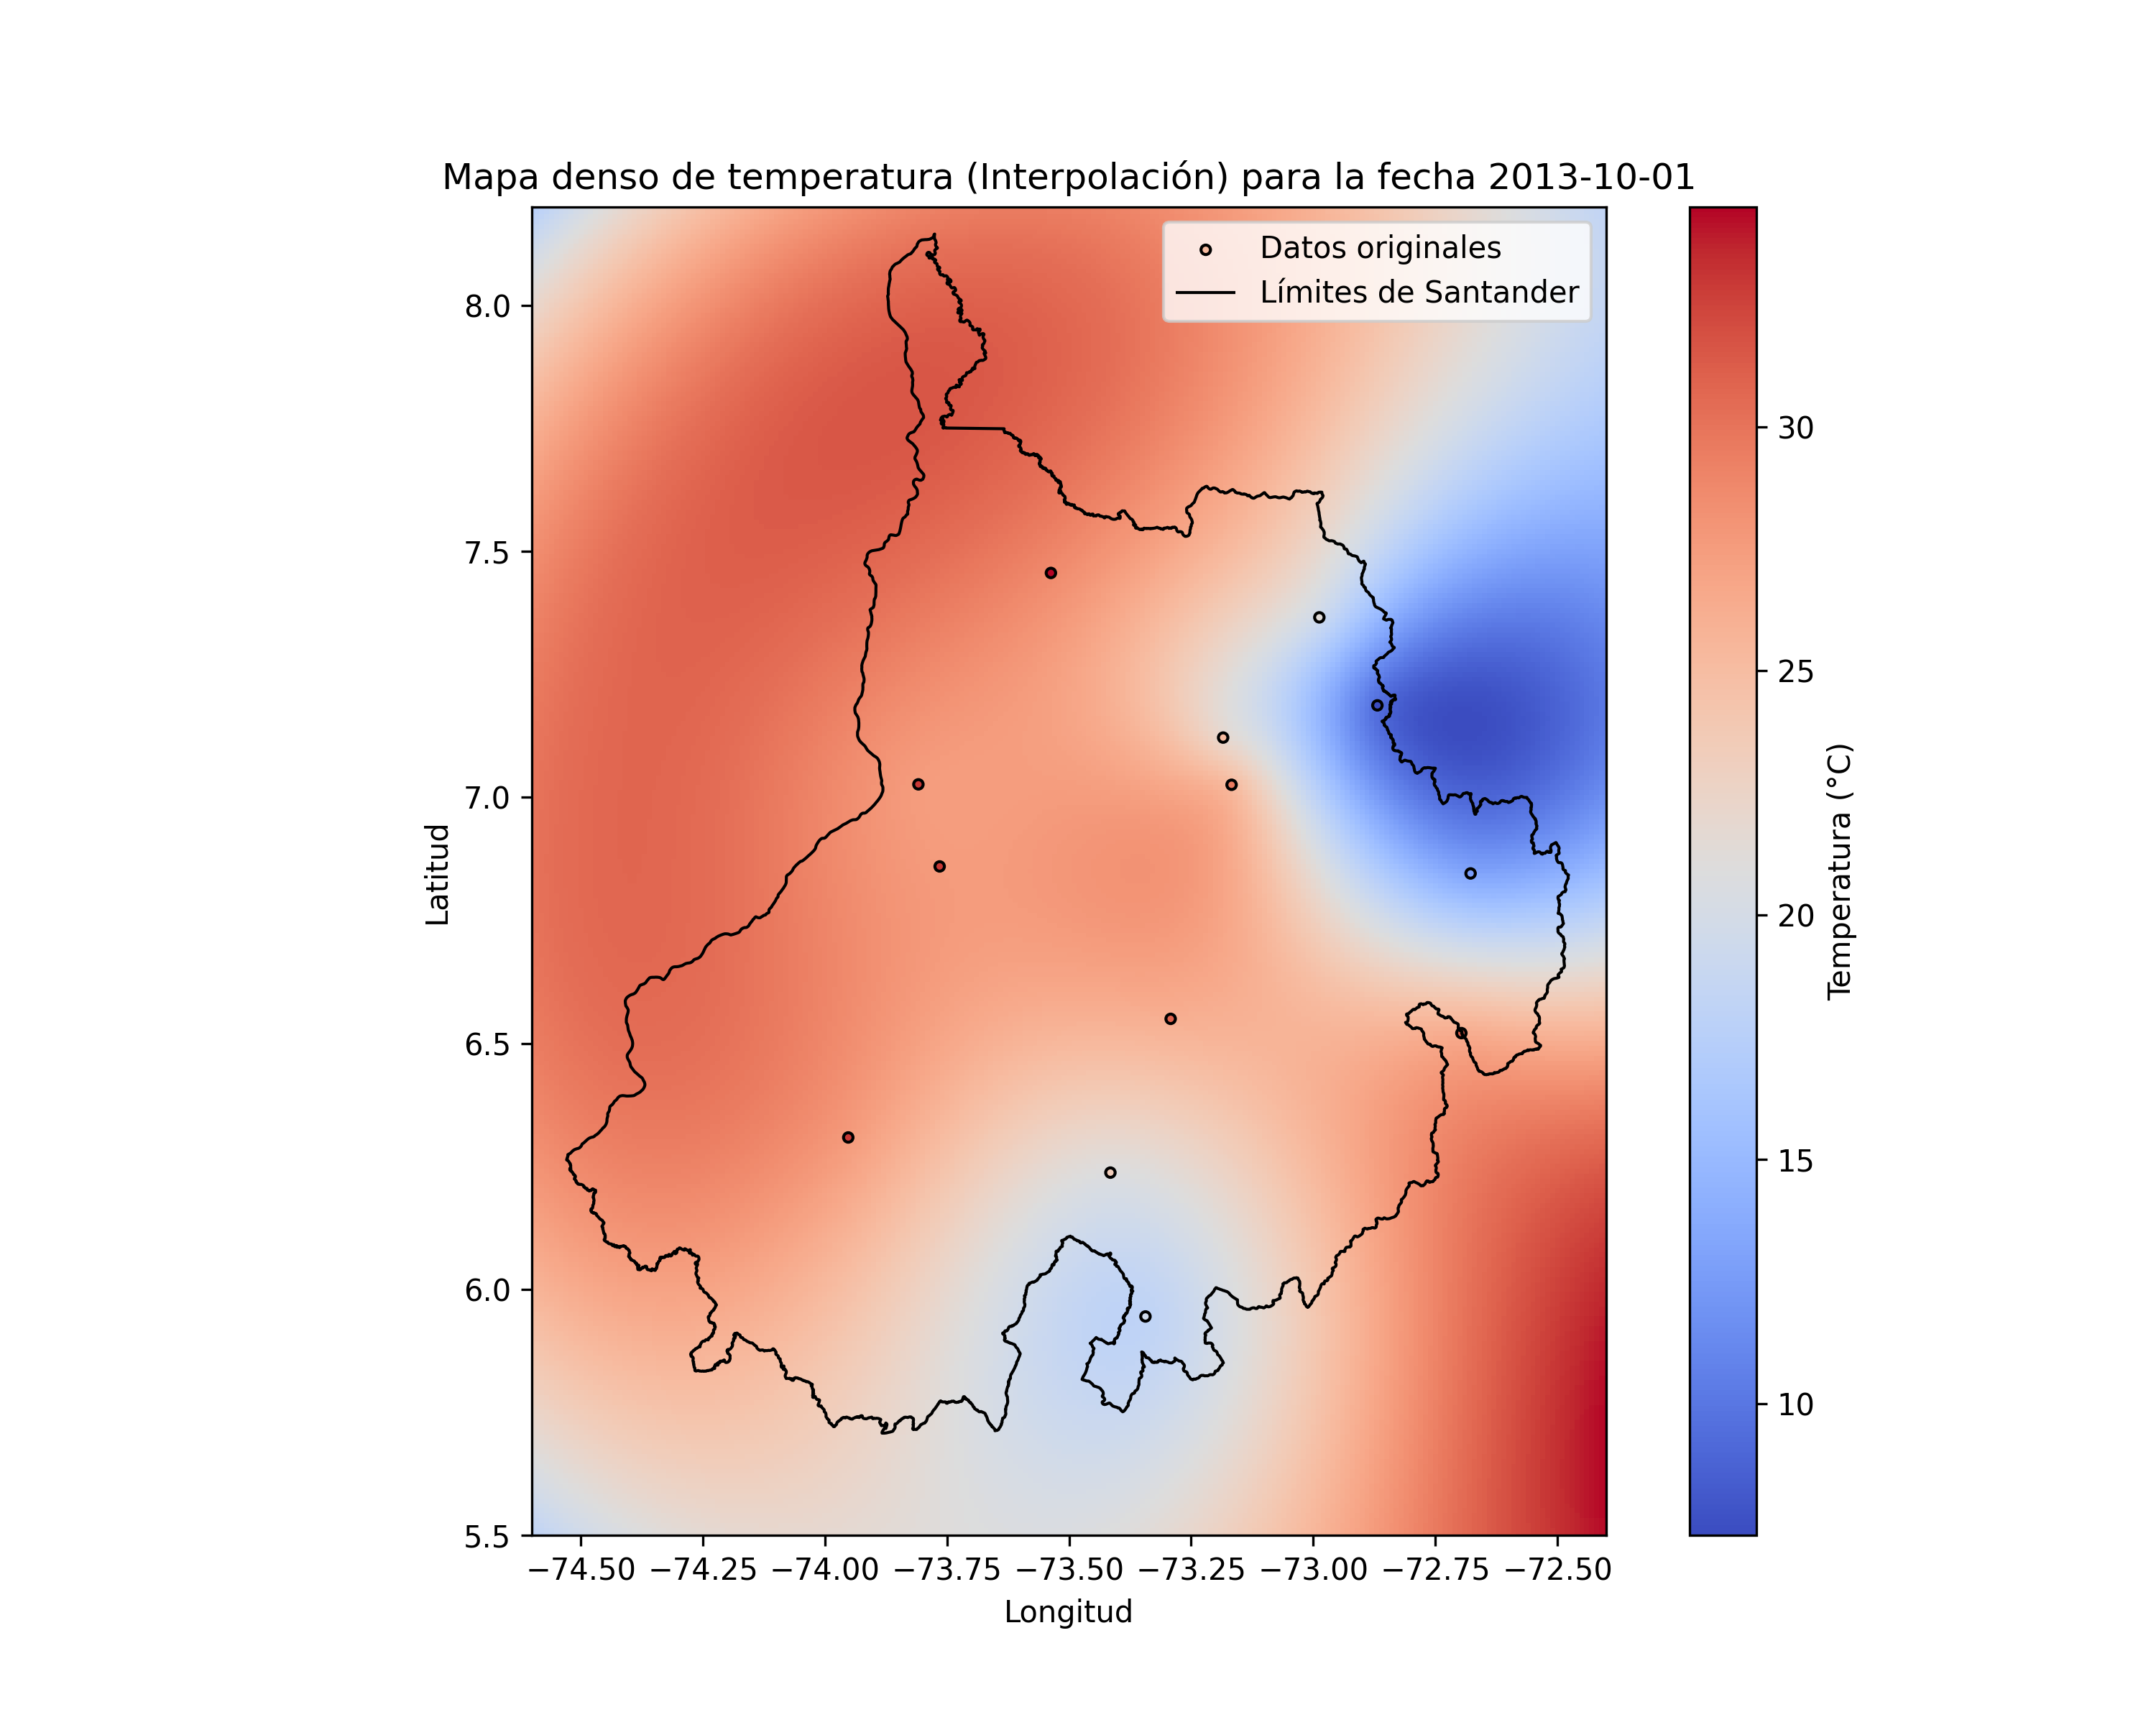 Mapa denso de temperatura (Interpolación) para la fecha 2013-10-01
Datos originales
Límites de Santander
8.0
7.5
7.0
6.5
6.0
5.5
Latitud
−74.50 −74.25 −74.00 −73.75 −73.50 −73.25 −73.00 −72.75 −72.50
Longitud
30
25
20
15
10
Temperatura (°C)